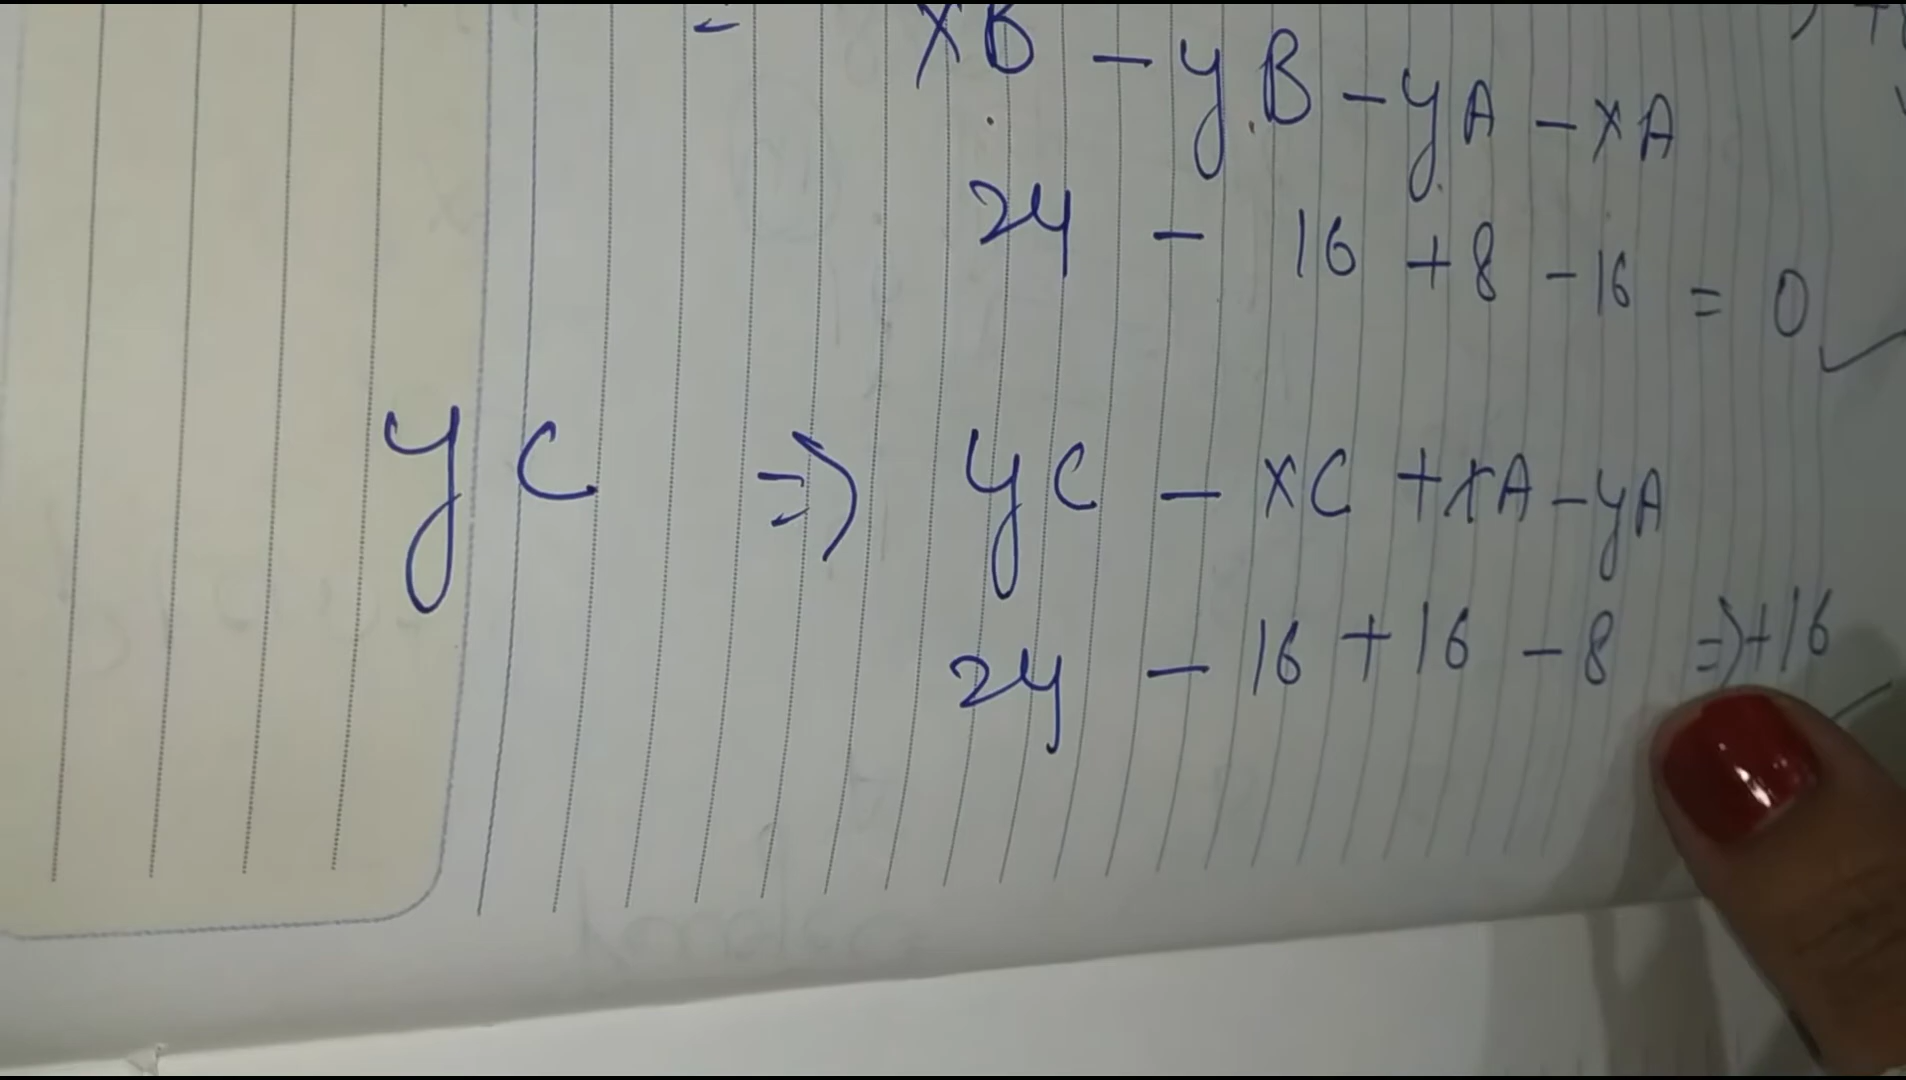 = XB - yB - yA - xA
24 - 16 + 8 - 16 = 0
yC => yC - xC + xA - yA
24 - 16 + 16 - 8 => +16